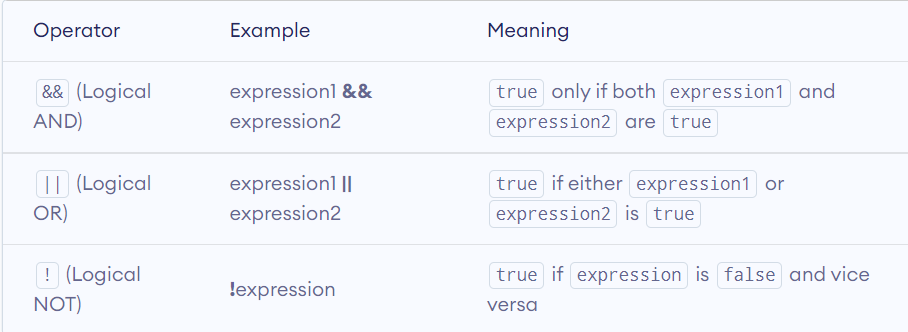 Operator Example Meaning
&& (Logical expression1 && true only if both expression1 and
AND) expression2 expression2 are true
|| (Logical expression1 || true if either expression1 or
OR) expression2 expression2 is true
! (Logical !expression true if expression is false and vice
NOT) versa